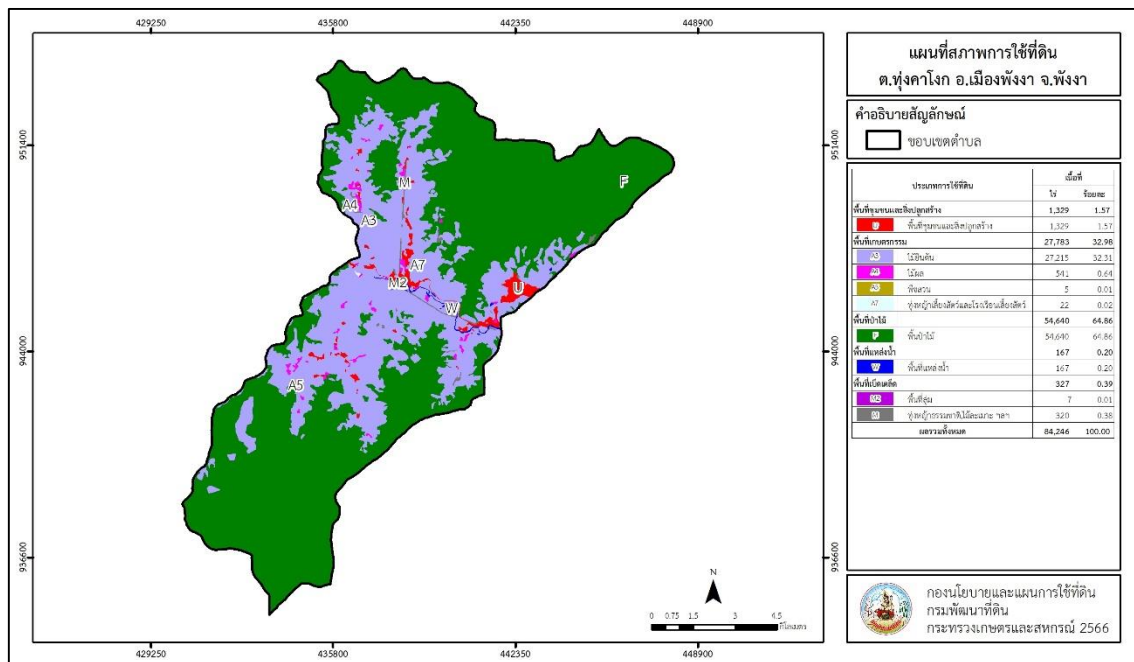 429250 435800 442350 448900
951400 951400
944000 944000
936600 936600
F
M
A4
A3
A7
M2
U
W
A5
N
0 0.75 1.5 3 4.5
กิโลเมตร
429250 435800 442350 448900
แผนที่สภาพการใช้ที่ดิน
ต.ทุ่งคาโงก อ.เมืองพังงา จ.พังงา
คำอธิบายสัญลักษณ์
ขอบเขตตำบล
ประเภทการใช้ที่ดิน เนื้อที่
ไร่ ร้อยละ
พื้นที่ชุมชนและสิ่งปลูกสร้าง 1,329 1.57
U พื้นที่ชุมชนและสิ่งปลูกสร้าง 1,329 1.57
พื้นที่เกษตรกรรม 27,783 32.98
A3 ไม้ยืนต้น 27,215 32.31
A4 ไม้ผล 541 0.64
พืชสวน 5 0.01
A7 ทุ่งหญ้าเลี้ยงสัตว์และโรงเรือนเลี้ยงสัตว์ 22 0.02
พื้นที่ป่าไม้ 54,640 64.86
F พื้นที่ป่าไม้ 54,640 64.86
พื้นที่แหล่งน้ำ 167 0.20
W พื้นที่แหล่งน้ำ 167 0.20
พื้นที่เบ็ดเตล็ด 327 0.39
M2 พื้นที่ลุ่ม 7 0.01
M ทุ่งหญ้าธรรมชาติ,ไม้ละเมาะ ฯลฯ 320 0.38
ผลรวมทั้งหมด 84,246 100.00
กองนโยบายและแผนการใช้ที่ดิน
กรมพัฒนาที่ดิน
กระทรวงเกษตรและสหกรณ์ 2566